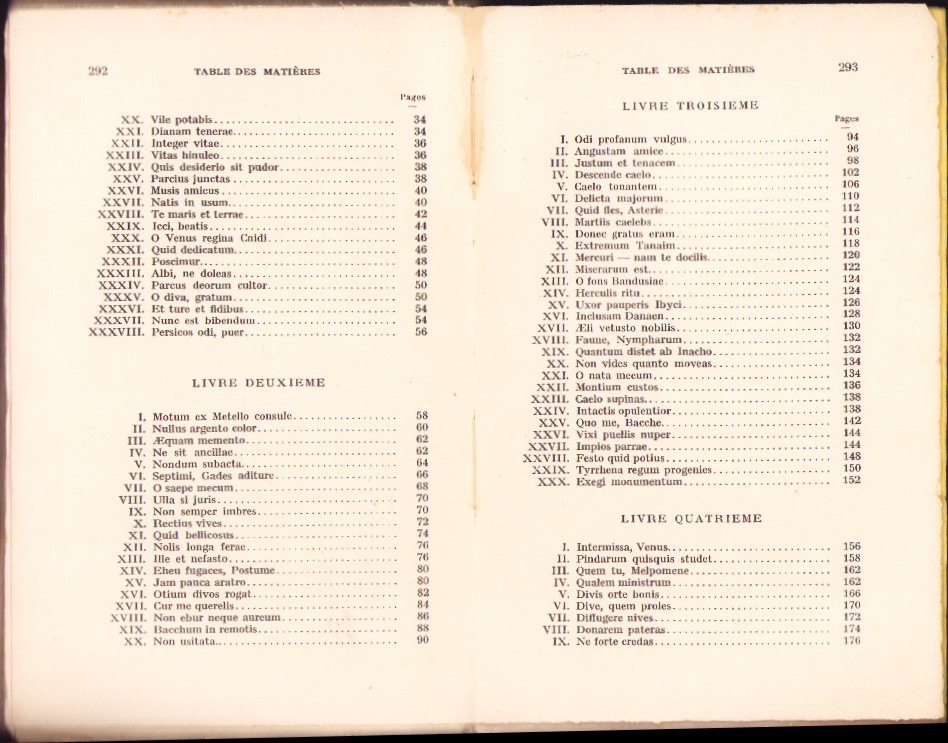 292
TABLE DES MATIÈRES
Pages
XX. Vile potabis 34
XXI. Dianam tenerae 34
XXII. Integer vitae 36
XXIII. Vitas hinuleo 36
XXIV. Quis desiderio sit pudor 38
XXV. Parcius junctas 38
XXVI. Musis amicus 40
XXVII. Natis in usum 40
XXVIII. Te maris et terrae 42
XXIX. Icci, beatis 44
XXX. O Venus regina Cnidi 46
XXXI. Quid dedicatum 46
XXXII. Poscimur 48
XXXIII. Albi, ne doleas 48
XXXIV. Parcus deorum cultor 50
XXXV. O diva, gratum 50
XXXVI. Et ture et fidibus 54
XXXVII. Nunc est bibendum 54
XXXVIII. Persicos odi, puer 56
LIVRE DEUXIEME
I. Motum ex Metello consule 58
II. Nullus argento color 60
III. Æquam memento 62
IV. Ne sit ancillae 62
V. Nondum subacta 64
VI. Septimi, Gades aditure 66
VII. O saepe mecum 68
VIII. Ulla si juris 70
IX. Non semper imbres 70
X. Rectius vives 72
XI. Quid bellicosus 74
XII. Nolis longa ferae 76
XIII. Ille et nefasto 76
XIV. Eheu fugaces, Postume 80
XV. Jam pauca aratro 80
XVI. Otium divos rogat 82
XVII. Cur me querelis 84
XVIII. Non ebur neque aureum 86
XIX. Bacchum in remotis 88
XX. Non usitata 90
TABLE DES MATIÈRES
293
LIVRE TROISIEME
Pages
I. Odi profanum vulgus 94
II. Angustam amice 96
III. Justum et tenacem 98
IV. Descende caelo 102
V. Caelo tonantem 106
VI. Delicta majorum 110
VII. Quid fles, Asterie 112
VIII. Martiis caelebs 114
IX. Donec gratus eram 116
X. Extremum Tanaim 118
XI. Mercuri — nam te docilis 120
XII. Miserarum est 122
XIII. O fons Bandusiae 124
XIV. Herculis ritu 124
XV. Uxor pauperis Ibyci 126
XVI. Inclusam Danaen 128
XVII. Æli vetusto nobilis 130
XVIII. Faune, Nympharum 132
XIX. Quantum distet ab Inacho 132
XX. Non vides quanto moveas 134
XXI. O nata mecum 134
XXII. Montium custos 136
XXIII. Caelo supinas 138
XXIV. Intactis opulentior 138
XXV. Quo me, Bacche 142
XXVI. Vixi puellis nuper 144
XXVII. Impios parrae 144
XXVIII. Festo quid potius 148
XXIX. Tyrrhena regum progenies 150
XXX. Exegi monumentum 152
LIVRE QUATRIEME
I. Intermissa, Venus 156
II. Pindarum quisquis studet 158
III. Quem tu, Melpomene 162
IV. Qualem ministrum 162
V. Divis orte bonis 166
VI. Dive, quem proles 170
VII. Diffugere nives 172
VIII. Donarem pateras 174
IX. Ne forte credas 176